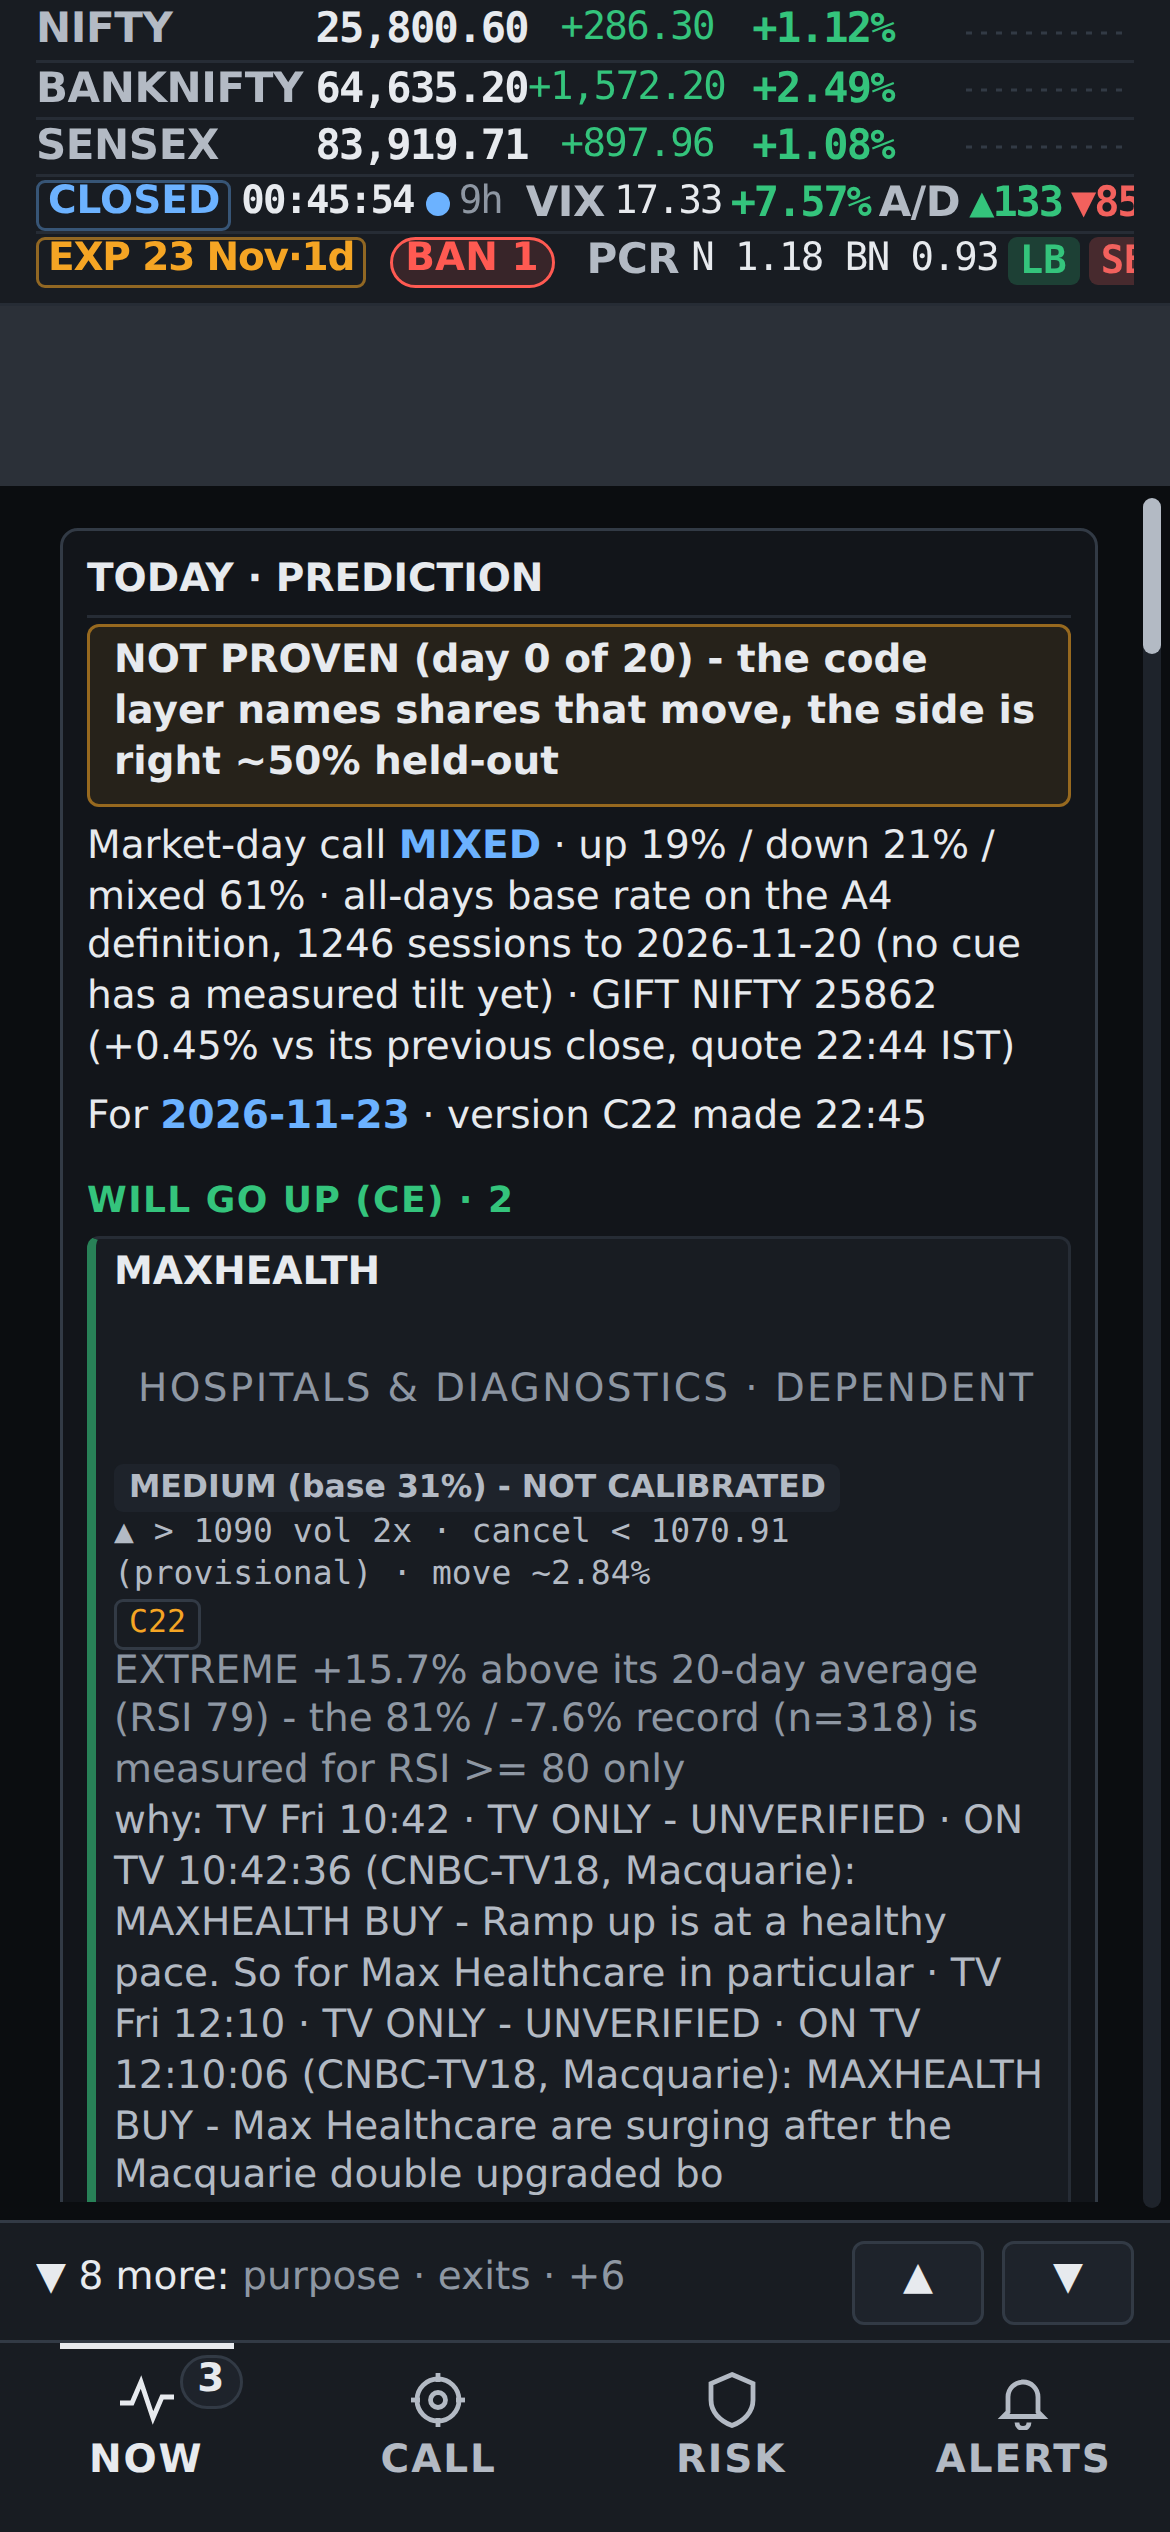 NIFTY 25,800.60 +286.30 +1.12%
BANKNIFTY 64,635.20 +1,572.20 +2.49%
SENSEX 83,919.71 +897.96 +1.08%
CLOSED 00:45:54 ● 9h VIX 17.33 +7.57% A/D ▲133 ▼85
EXP 23 Nov·1d BAN 1 PCR N 1.18 BN 0.93 LB
TODAY · PREDICTION
NOT PROVEN (day 0 of 20) - the code
layer names shares that move, the side is
right ~50% held-out
Market-day call MIXED · up 19% / down 21% /
mixed 61% · all-days base rate on the A4
definition, 1246 sessions to 2026-11-20 (no cue
has a measured tilt yet) · GIFT NIFTY 25862
(+0.45% vs its previous close, quote 22:44 IST)
For 2026-11-23 · version C22 made 22:45
WILL GO UP (CE) · 2
MAXHEALTH
HOSPITALS & DIAGNOSTICS · DEPENDENT
MEDIUM (base 31%) - NOT CALIBRATED
▲ > 1090 vol 2x · cancel < 1070.91
(provisional) · move ~2.84%
C22
EXTREME +15.7% above its 20-day average
(RSI 79) - the 81% / -7.6% record (n=318) is
measured for RSI >= 80 only
why: TV Fri 10:42 · TV ONLY - UNVERIFIED · ON
TV 10:42:36 (CNBC-TV18, Macquarie):
MAXHEALTH BUY - Ramp up is at a healthy
pace. So for Max Healthcare in particular · TV
Fri 12:10 · TV ONLY - UNVERIFIED · ON TV
12:10:06 (CNBC-TV18, Macquarie): MAXHEALTH
BUY - Max Healthcare are surging after the
Macquarie double upgraded bo
▼ 8 more: purpose · exits · +6 ▲ ▼
3
NOW CALL RISK ALERTS